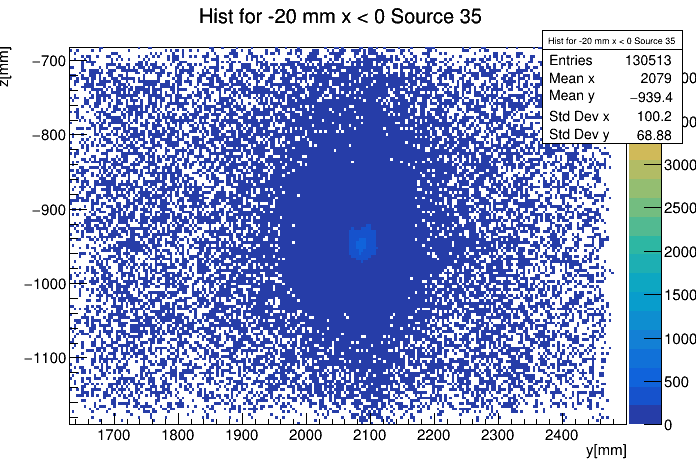 Hist for -20 mm x < 0 Source 35
Hist for -20 mm x < 0 Source 35
Entries 130513
Mean x 2079
Mean y −939.4
Std Dev x 100.2
Std Dev y 68.88
z[mm]
−700
−800
−900
−1000
−1100
1700 1800 1900 2000 2100 2200 2300 2400
y[mm]
3000
2500
2000
1500
1000
500
0